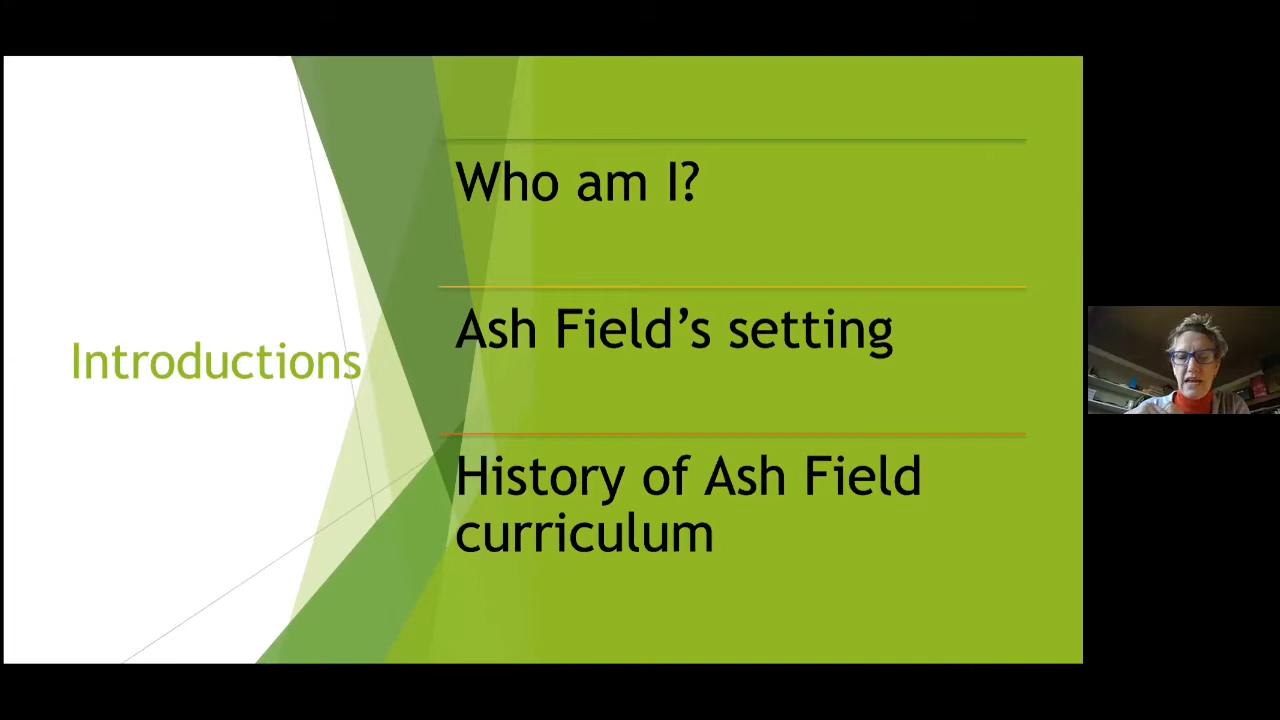 Introductions
Who am I?
Ash Field’s setting
History of Ash Field
curriculum